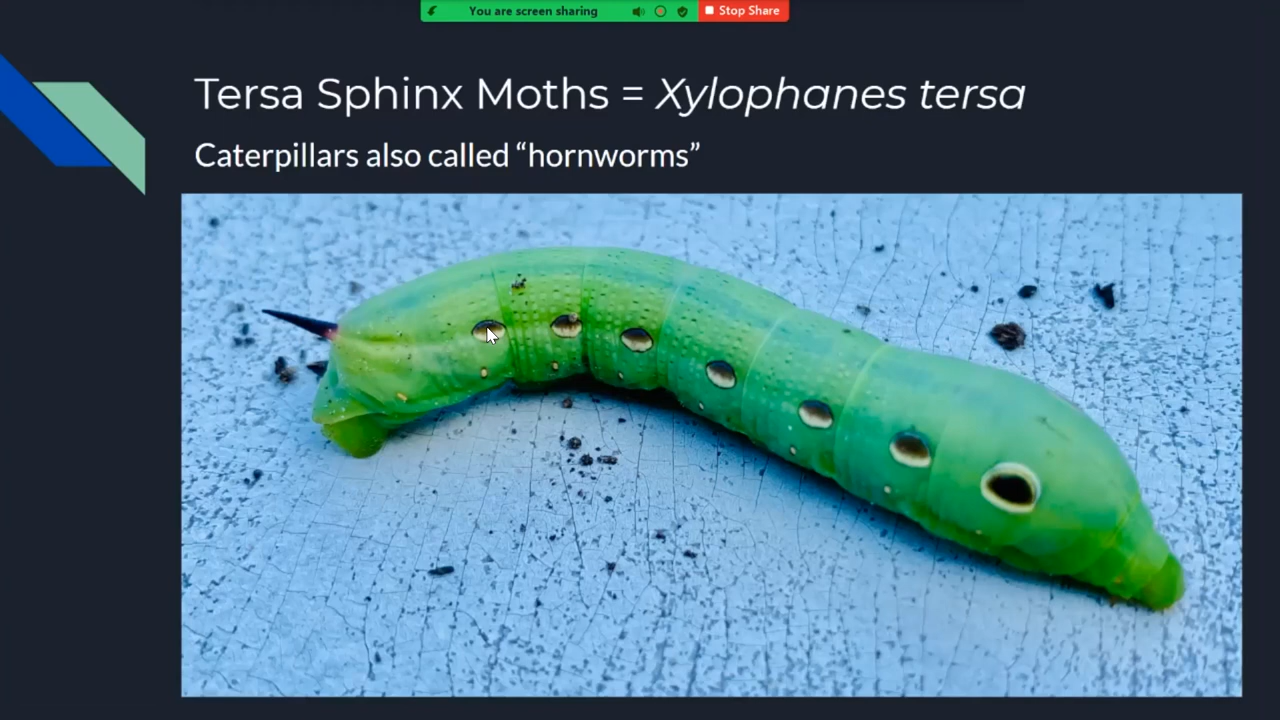 You are screen sharing
Stop Share
Tersa Sphinx Moths = Xylophanes tersa
Caterpillars also called “hornworms”